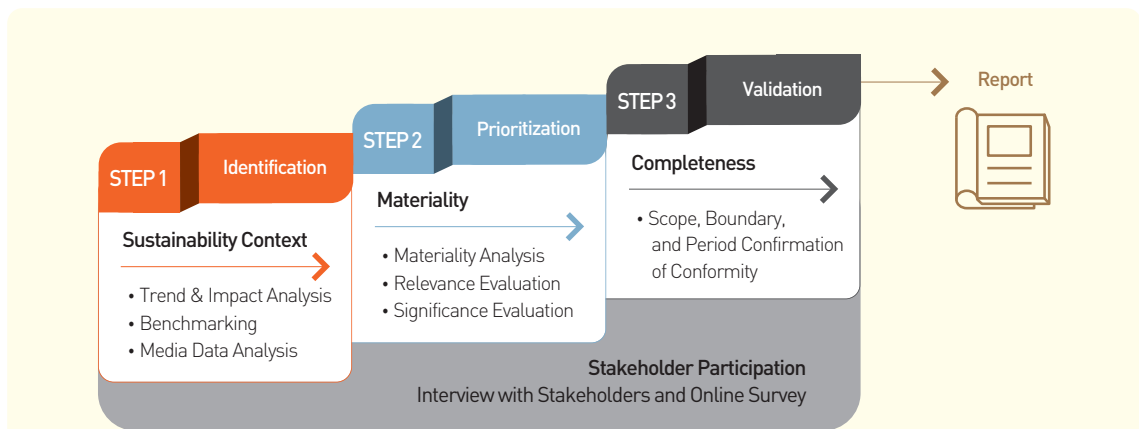 STEP 1
Identification
Sustainability Context
• Trend & Impact Analysis
• Benchmarking
• Media Data Analysis
STEP 2
Prioritization
Materiality
• Materiality Analysis
• Relevance Evaluation
• Significance Evaluation
STEP 3
Validation
Completeness
• Scope, Boundary,
and Period Confirmation
of Conformity
Report
Stakeholder Participation
Interview with Stakeholders and Online Survey